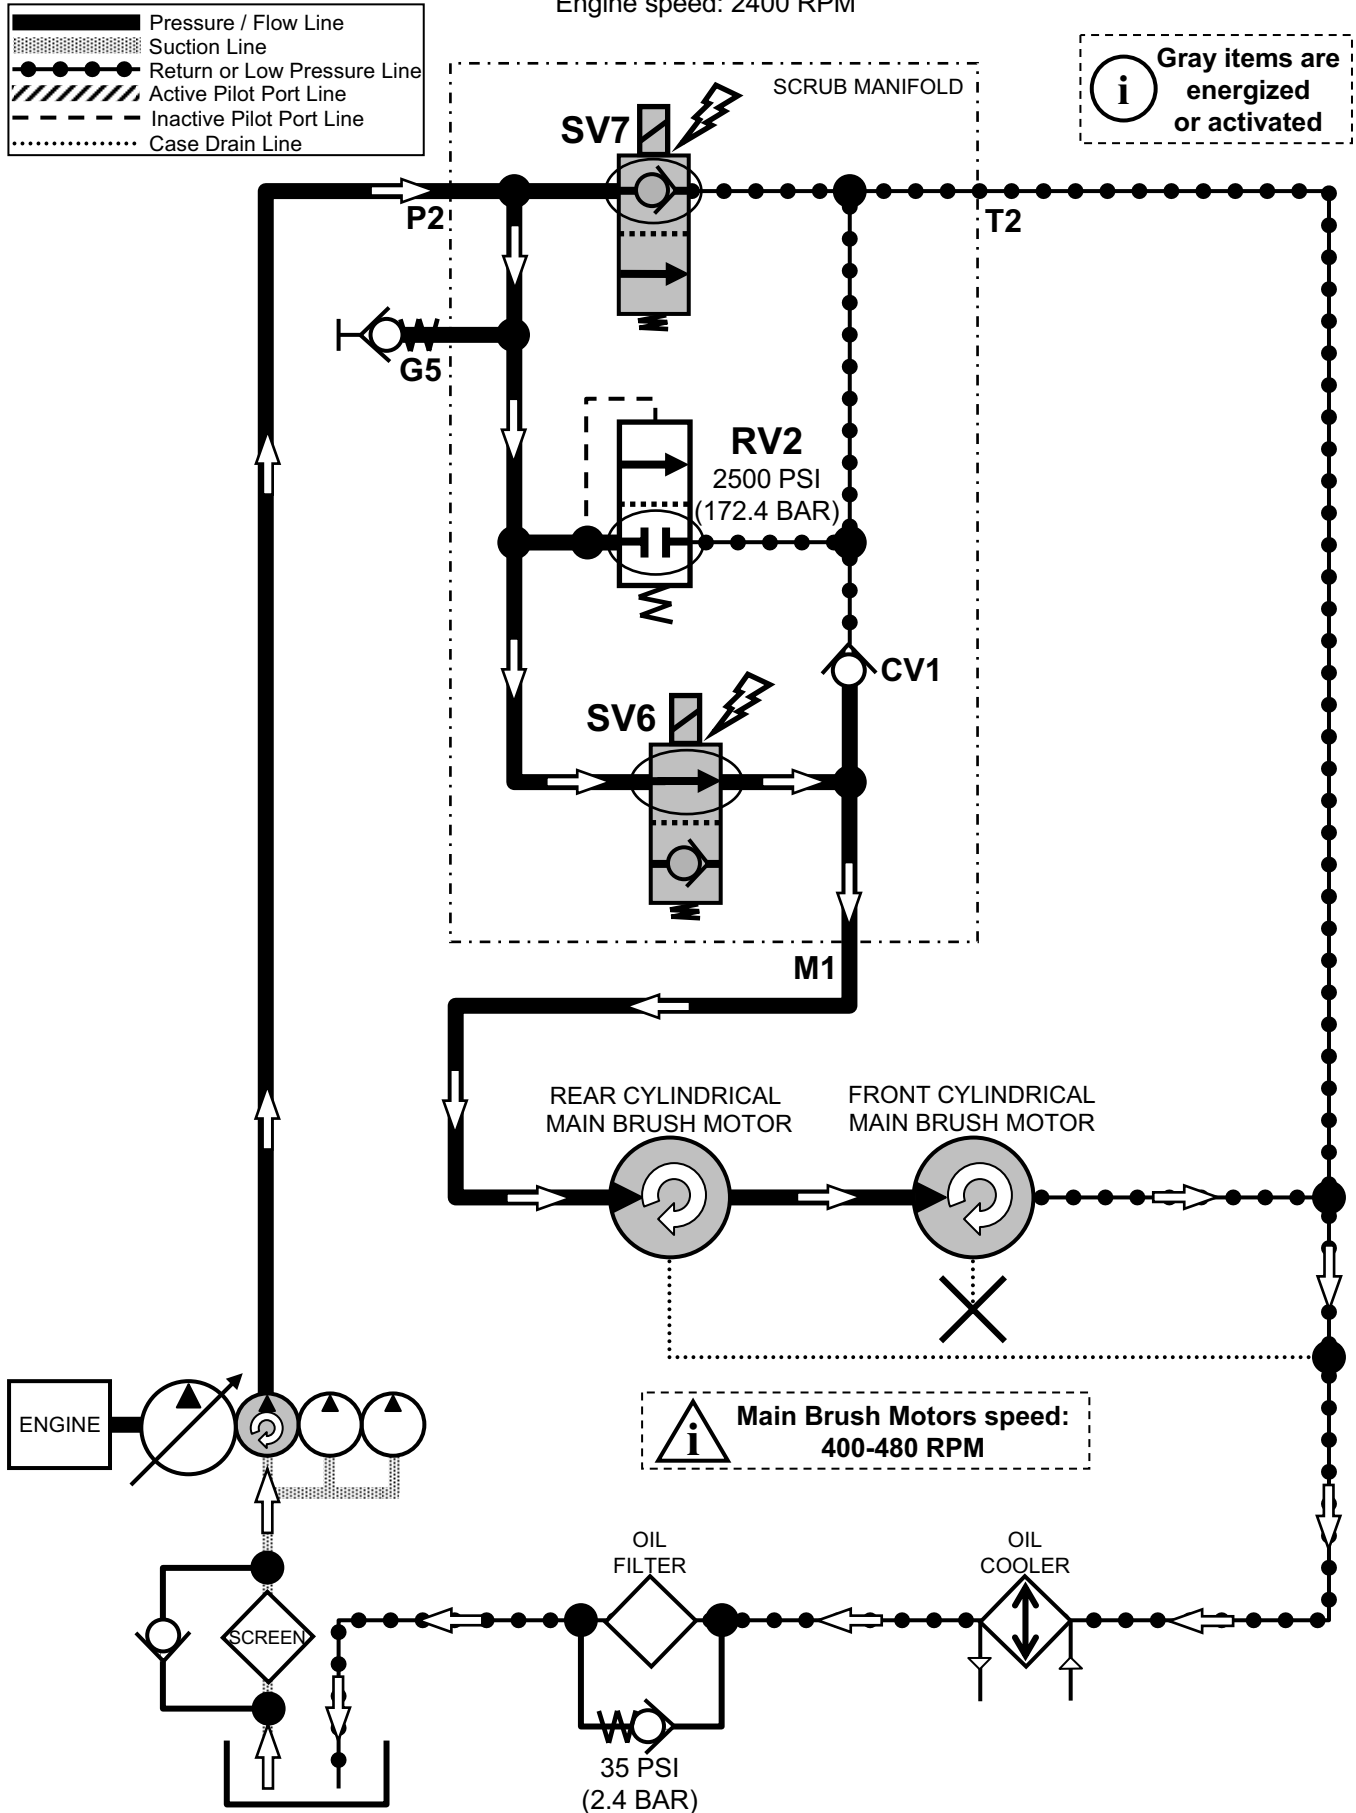 Engine speed: 2400 RPM
Pressure / Flow Line
Suction Line
Return or Low Pressure Line
Active Pilot Port Line
Inactive Pilot Port Line
Case Drain Line
SCRUB MANIFOLD
i
Gray items are
energized
or activated
SV7
P2
T2
G5
RV2
2500 PSI
(172.4 BAR)
CV1
SV6
M1
REAR CYLINDRICAL
MAIN BRUSH MOTOR
FRONT CYLINDRICAL
MAIN BRUSH MOTOR
ENGINE
i
Main Brush Motors speed:
400-480 RPM
OIL
FILTER
OIL
COOLER
SCREEN
35 PSI
(2.4 BAR)